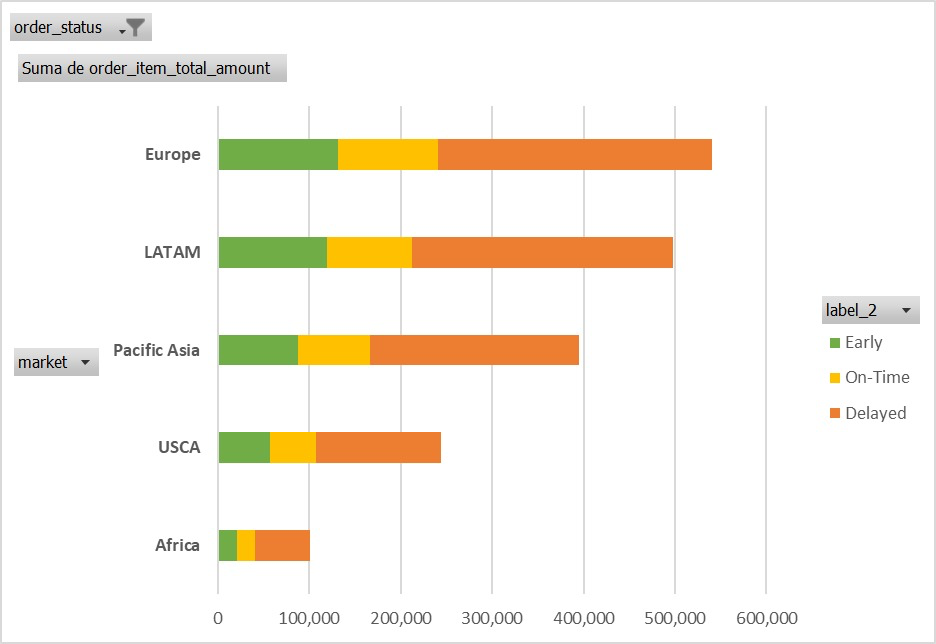 order_status
Suma de order_item_total_amount
Europe
LATAM
Pacific Asia
USCA
Africa
market
0 100,000 200,000 300,000 400,000 500,000 600,000
label_2
Early
On-Time
Delayed